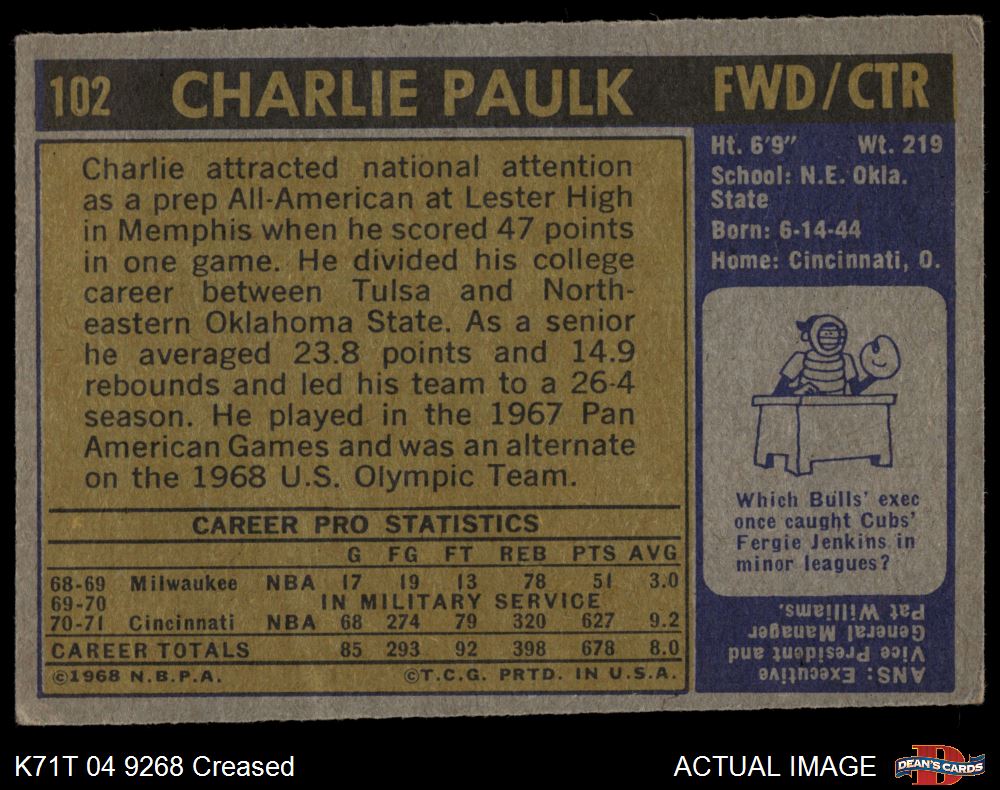 102 CHARLIE PAULK FWD/CTR
Charlie attracted national attention
as a prep All-American at Lester High
in Memphis when he scored 47 points
in one game. He divided his college
career between Tulsa and North-
eastern Oklahoma State. As a senior
he averaged 23.8 points and 14.9
rebounds and led his team to a 26-4
season. He played in the 1967 Pan
American Games and was an alternate
on the 1968 U.S. Olympic Team.
CAREER PRO STATISTICS
G FG FT REB PTS AVG
68-69 Milwaukee NBA 17 19 13 78 51 3.0
69-70 IN MILITARY SERVICE
70-71 Cincinnati NBA 68 274 79 320 627 9.2
CAREER TOTALS 85 293 92 398 678 8.0
©1968 N.B.P.A. ©T.C.G. PRTD. IN U.S.A.
Ht. 6'9" Wt. 219
School: N.E. Okla.
State
Born: 6-14-44
Home: Cincinnati, O.
Which Bulls' exec
once caught Cubs'
Fergie Jenkins in
minor leagues?
ANS: Executive
Vice President and
General Manager
Pat Williams.
K71T 04 9268 Creased
ACTUAL IMAGE
D
DEAN'S CARDS